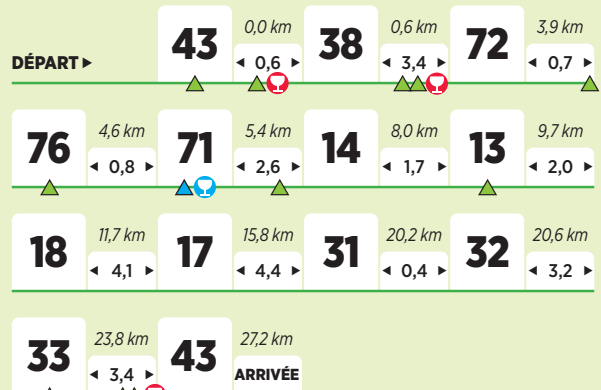 DÉPART ▶ 43 0,0 km ◀ 0,6 ▶ 38 0,6 km ◀ 3,4 ▶ 72 3,9 km ◀ 0,7 ▶
76 4,6 km ◀ 0,8 ▶ 71 5,4 km ◀ 2,6 ▶ 14 8,0 km ◀ 1,7 ▶ 13 9,7 km ◀ 2,0 ▶
18 11,7 km ◀ 4,1 ▶ 17 15,8 km ◀ 4,4 ▶ 31 20,2 km ◀ 0,4 ▶ 32 20,6 km ◀ 3,2 ▶
33 23,8 km ◀ 3,4 ▶ 43 27,2 km ARRIVÉE